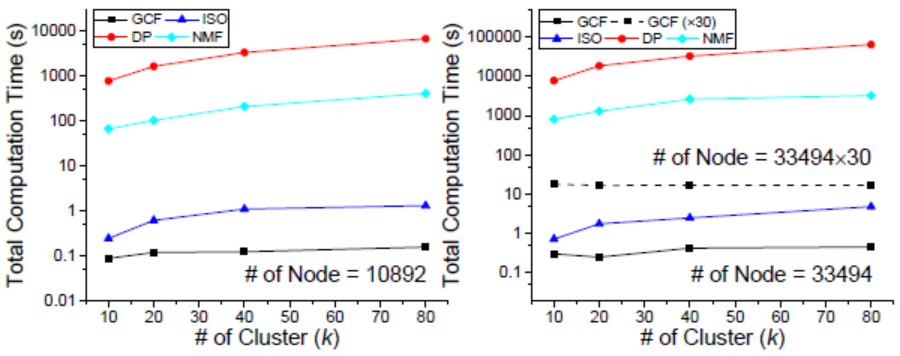 GCF ISO
DP NMF
Total Computation Time (s)
10000
1000
100
10
1
0.1
0.01
# of Node = 10892
10 20 30 40 50 60 70 80
# of Cluster (k)
GCF GCF (×30)
ISO DP NMF
Total Computation Time (s)
100000
10000
1000
100
10
1
0.1
# of Node = 33494×30
# of Node = 33494
10 20 30 40 50 60 70 80
# of Cluster (k)